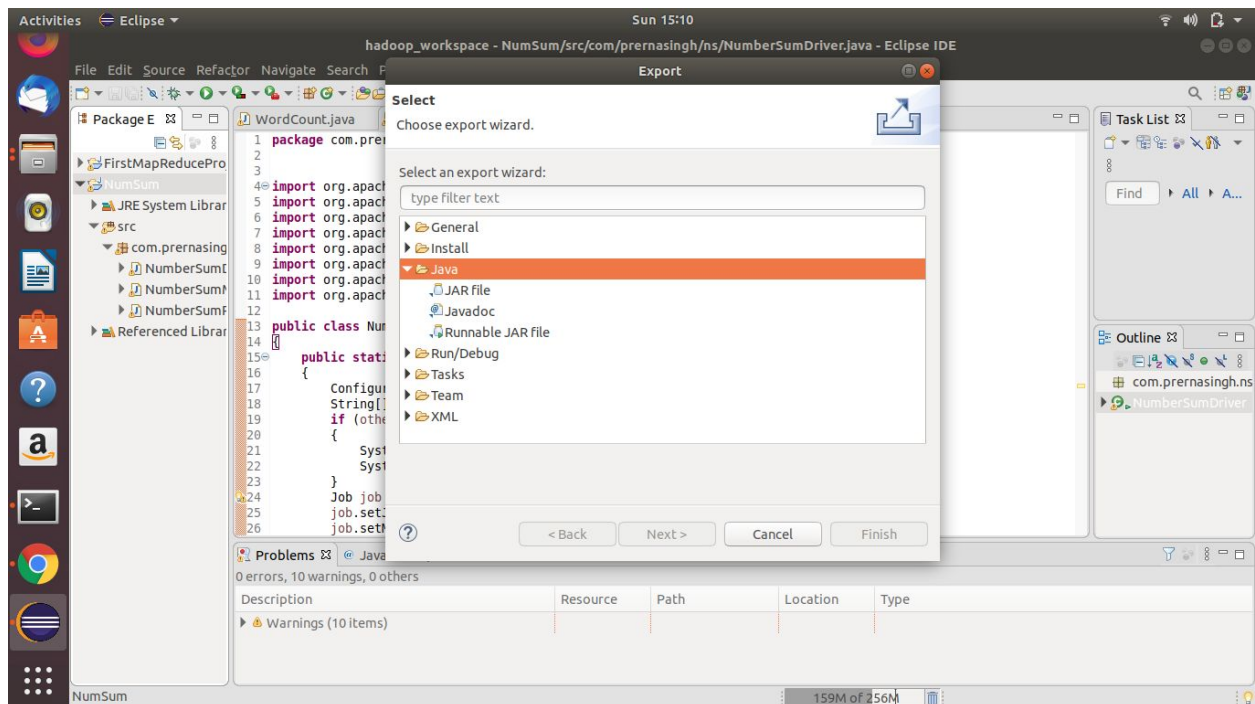 Activities Eclipse Sun 15:10
hadoop_workspace - NumSum/src/com/prernasingh/ns/NumberSumDriver.java - Eclipse IDE
File Edit Source Refactor Navigate Search
Export
Select
Choose export wizard.
Select an export wizard:
type filter text
General
Install
Java
JAR file
Javadoc
Runnable JAR file
Run/Debug
Tasks
Team
XML
< Back Next > Cancel Finish
Package E
FirstMapReducePro
NumSum
JRE System Librar
src
com.prernasing
NumberSumD
NumberSumM
NumberSumR
Referenced Librar
WordCount.java
1 package com.prer
2
3
4 import org.apach
5 import org.apach
6 import org.apach
7 import org.apach
8 import org.apach
9 import org.apach
10 import org.apach
11 import org.apach
12
13 public class Num
14 {
15 public stati
16 {
17 Configur
18 String[]
19 if (othe
20 {
21 Syst
22 Syst
23 }
24 Job job
25 job.setJ
26 job.setM
Task List
Find All A...
Outline
com.prernasingh.ns
NumberSumDriver
Problems @ Java
0 errors, 10 warnings, 0 others
Description Resource Path Location Type
Warnings (10 items)
NumSum
159M of 256M